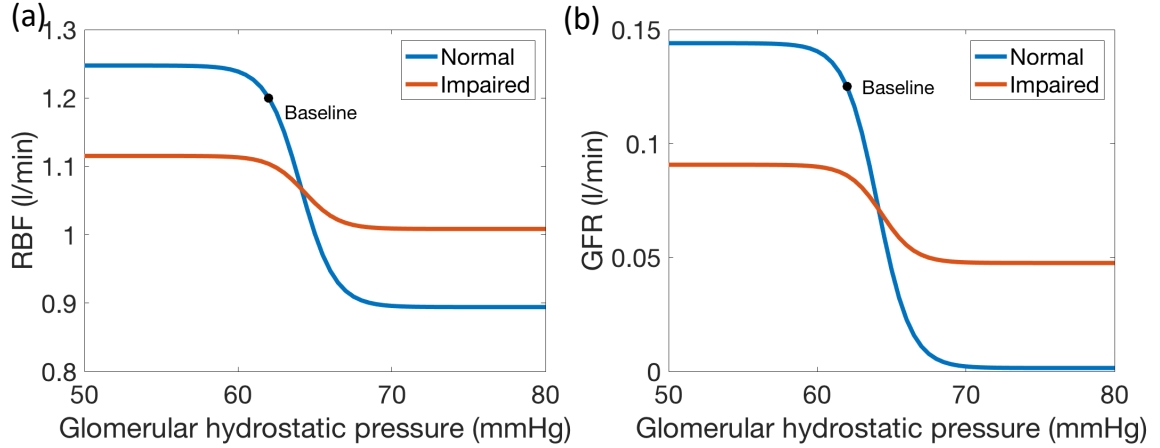 (a)
1.3
1.2
1.1
1
0.9
0.8
RBF (l/min)
Normal
Impaired
Baseline
50
60
70
80
Glomerular hydrostatic pressure (mmHg)
(b)
0.15
0.1
0.05
0
GFR (l/min)
Normal
Impaired
Baseline
50
60
70
80
Glomerular hydrostatic pressure (mmHg)